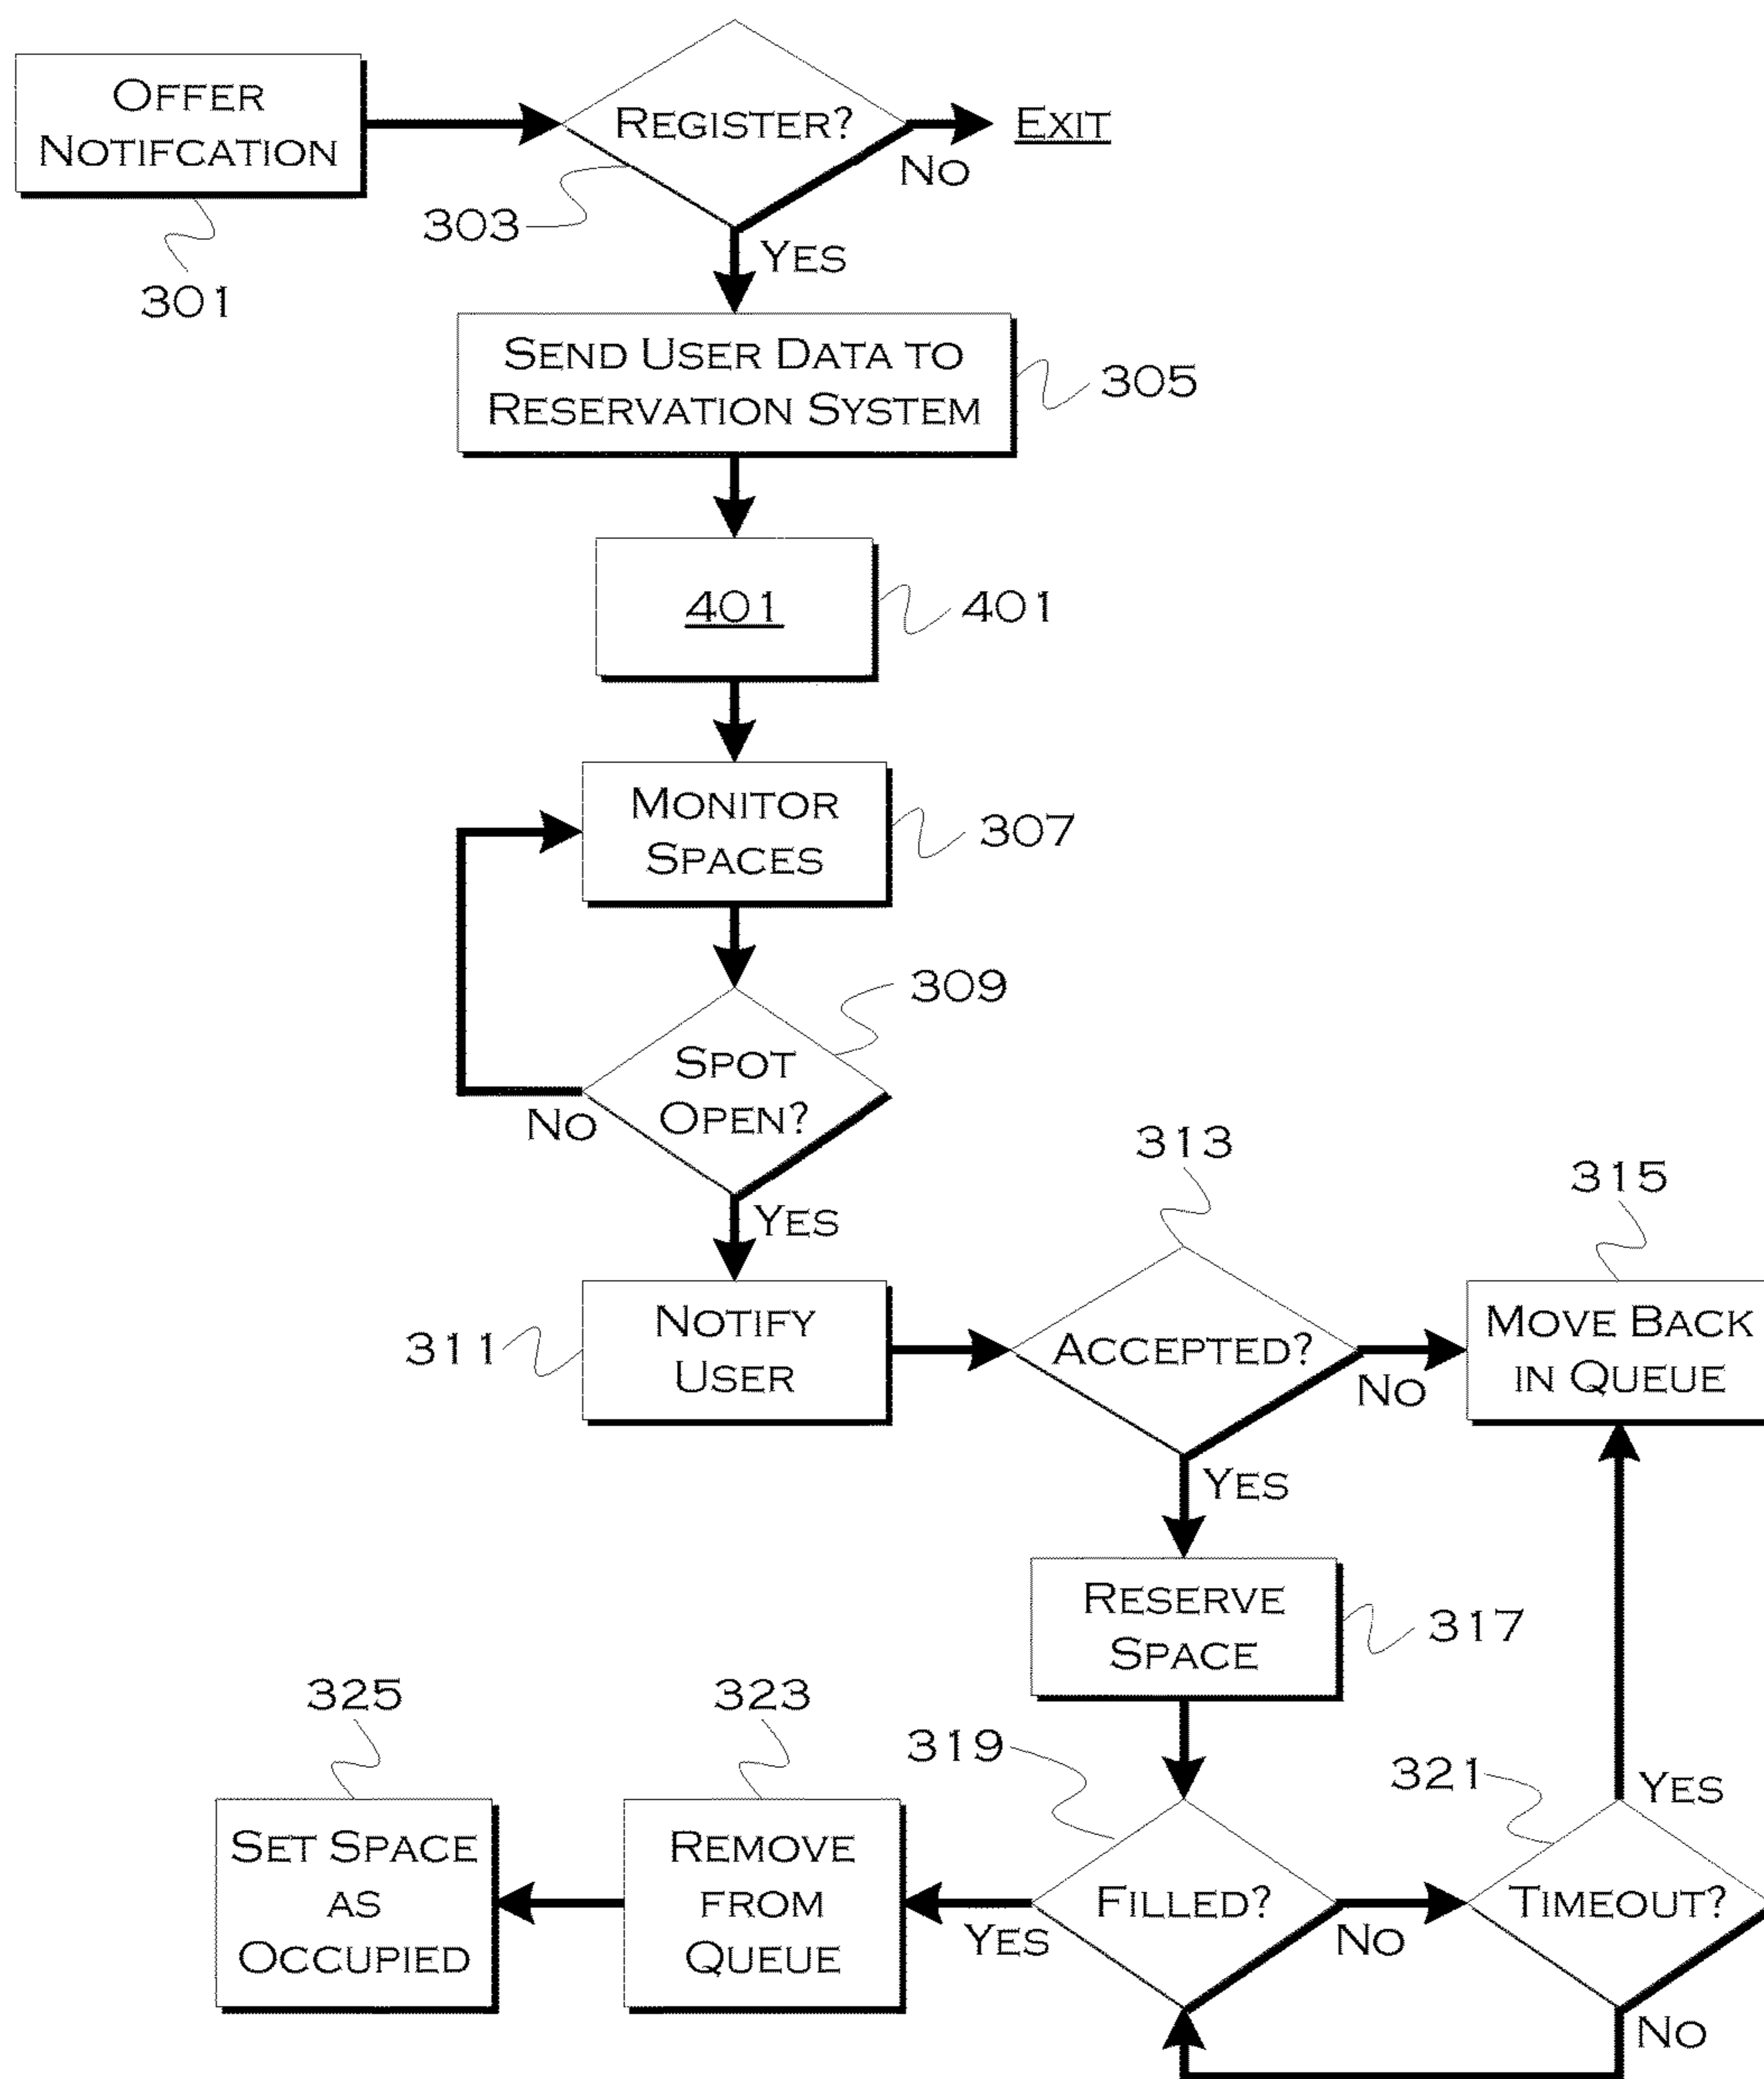 OFFER
NOTIFCATION
301
REGISTER?
303
NO
EXIT
YES
SEND USER DATA TO
RESERVATION SYSTEM
305
401
401
MONITOR
SPACES
307
309
SPOT
OPEN?
NO
YES
NOTIFY
USER
311
313
ACCEPTED?
NO
315
MOVE BACK
IN QUEUE
YES
RESERVE
SPACE
317
319
FILLED?
NO
YES
321
TIMEOUT?
YES
NO
323
REMOVE
FROM
QUEUE
325
SET SPACE
AS
OCCUPIED